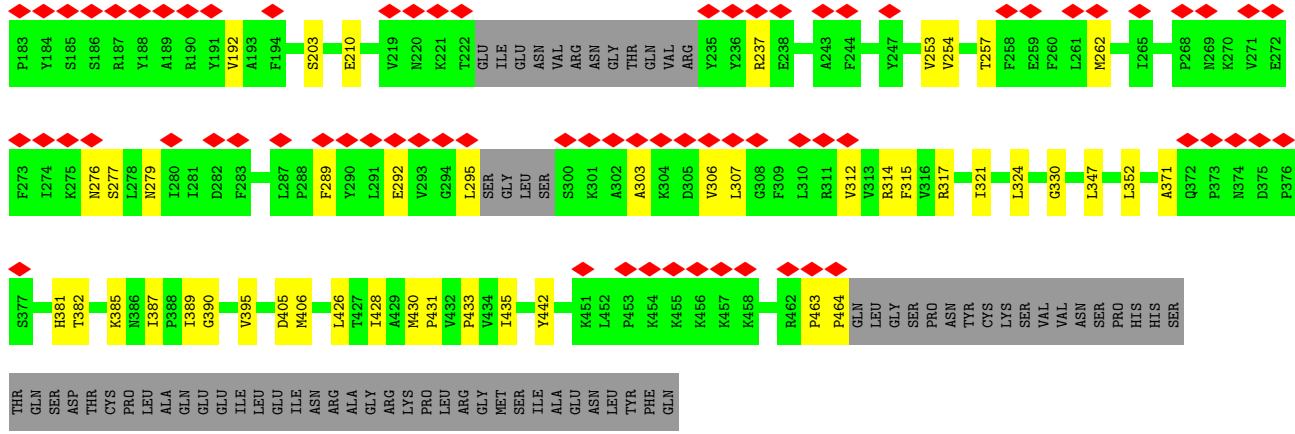 P183 Y184 S185 S186 R187 Y188 A189 R190 Y191 V192 A193 F194 S203 E210 V219 N220 K221 T222 GLU ILE GLU ASN VAL ARG ASN GLY THR GLN VAL ARG Y235 Y236 R237 E238 A243 F244 Y247 V253 V254 T257 F258 E259 F260 L261 M262 I265 P268 N269 K270 V271 E272
F273 I274 K275 N276 S277 L278 N279 I280 I281 D282 F283 L287 P288 F289 Y290 L291 E292 V293 G294 L295 SER GLY LEU SER S300 K301 A302 A303 K304 D305 V306 L307 G308 F309 L310 R311 V312 V313 R314 F315 V316 R317 I321 L324 G330 L347 L352 A371 Q372 P373 N374 D375 P376
S377 H381 T382 K385 N386 I387 P388 I389 G390 V395 D405 M406 L426 T427 I428 A429 M430 P431 V432 P433 V434 I435 Y442 K451 L452 P453 K454 K455 K456 K457 K458 R462 P463 P464 GLN LEU GLY SER PRO ASN TYR CYS LYS SER VAL VAL ASN SER PRO HIS HIS SER
THR GLN SER ASP THR CYS PRO LEU ALA GLN GLU GLU ILE LEU GLU ILE ASN ARG ALA GLY ARG LYS PRO LEU ARG GLY MET SER ILE ALA GLU ASN LEU TYR PHE GLN